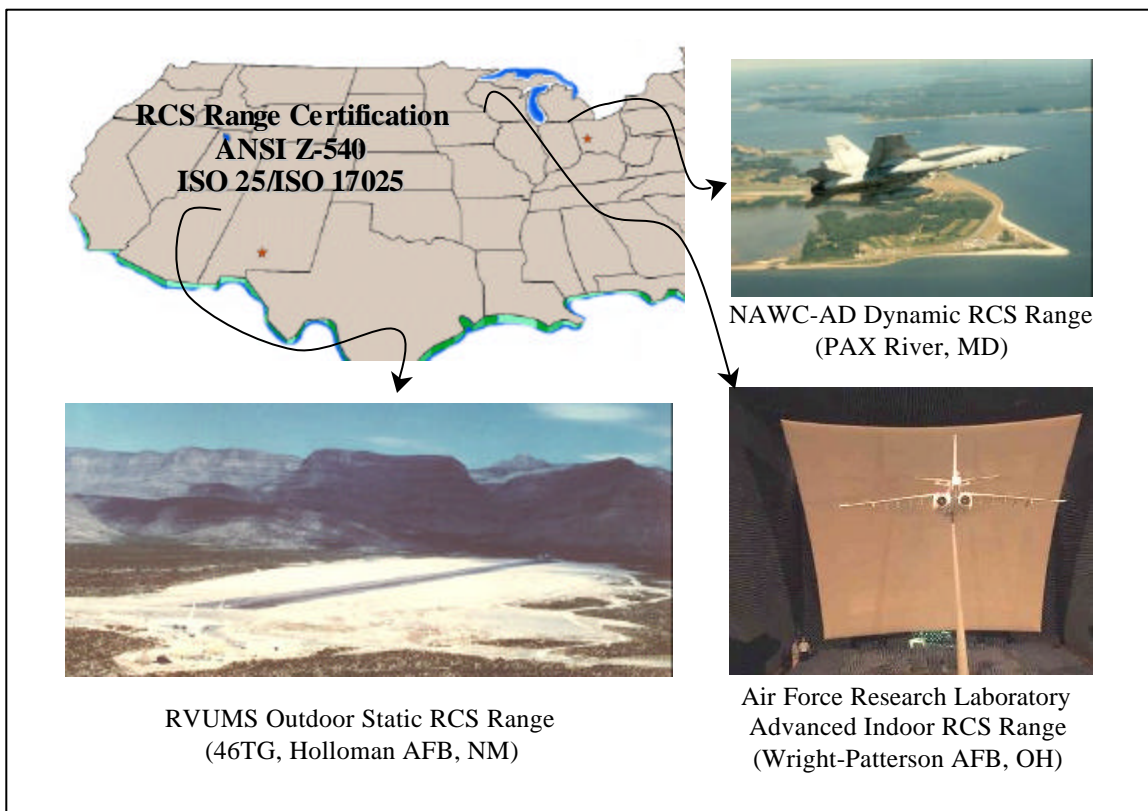 RCS Range Certification
ANSI Z-540
ISO 25/ISO 17025
NAWC-AD Dynamic RCS Range
(PAX River, MD)
RVUMS Outdoor Static RCS Range
(46TG, Holloman AFB, NM)
Air Force Research Laboratory
Advanced Indoor RCS Range
(Wright-Patterson AFB, OH)